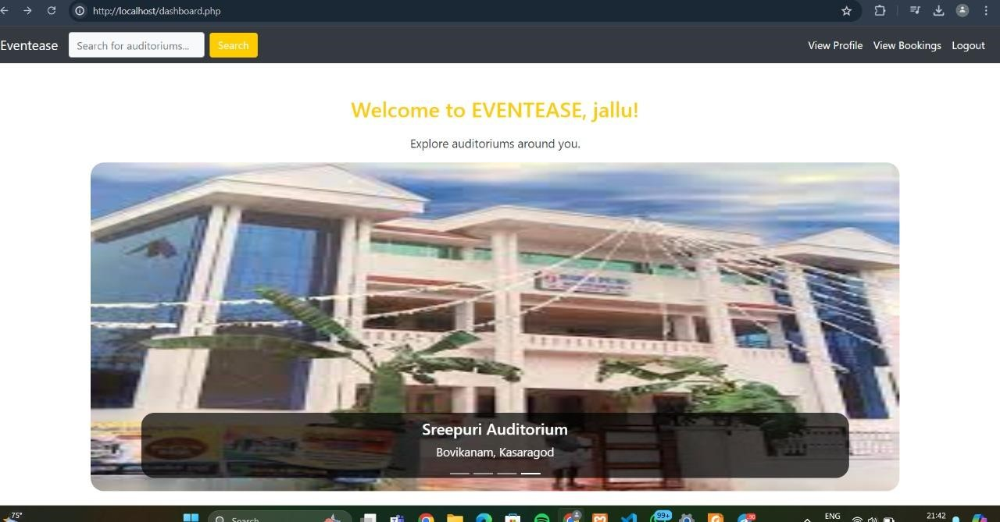 http://localhost/dashboard.php
Eventease
Search for auditoriums...
Search
View Profile
View Bookings
Logout
Welcome to EVENTEASE, jallu!
Explore auditoriums around you.
Sreepuri Auditorium
Bovikanam, Kasaragod
75°
Search
99+
ENG
21:42